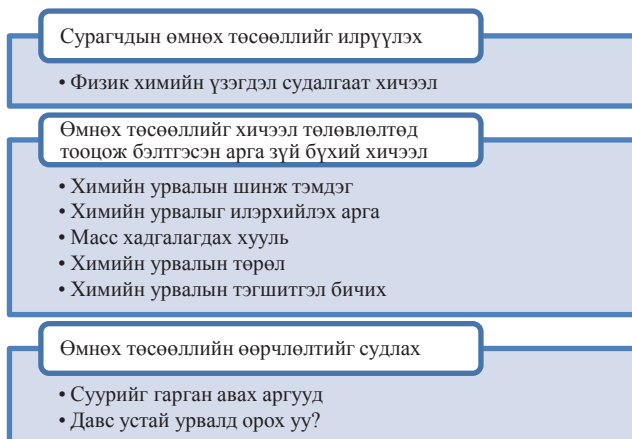 Сурагчдын өмнөх төсөөллийг илрүүлэх
• Физик химийн үзэгдэл судалгаат хичээл
Өмнөх төсөөллийг хичээл төлөвлөлтөд
тооцож бэлтгэсэн арга зүй бүхий хичээл
• Химийн урвалын шинж тэмдэг
• Химийн урвалыг илэрхийлэх арга
• Масс хадгалагдах хууль
• Химийн урвалын төрөл
• Химийн урвалын тэгшитгэл бичих
Өмнөх төсөөллийн өөрчлөлтийг судлах
• Суурийг гарган авах аргууд
• Давс устай урвалд орох уу?